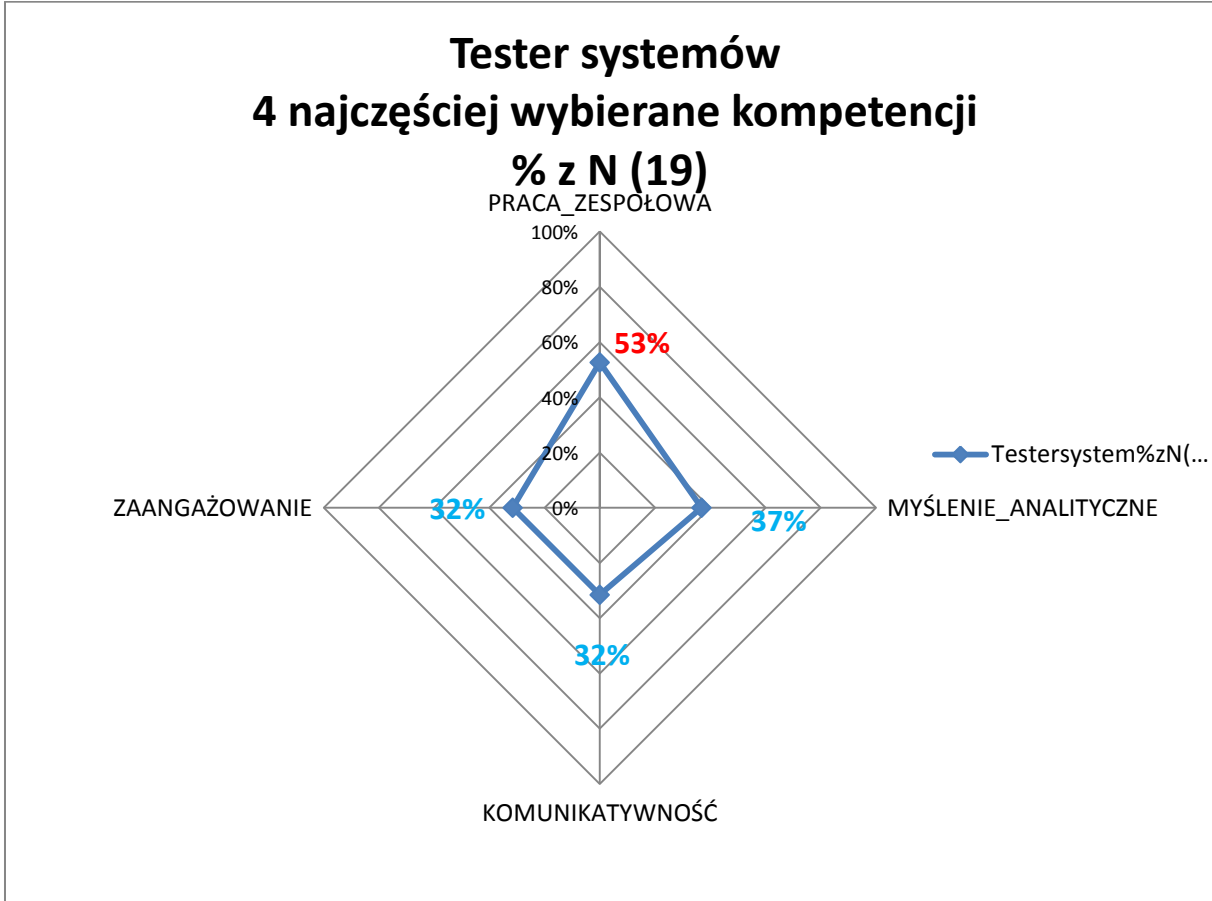 Tester systemów
4 najczęściej wybierane kompetencji
% z N (19)
PRACA_ZESPOŁOWA
100%
80%
60%
53%
40%
20%
0%
Testersystem%zN(...
ZAANGAŻOWANIE
32%
37%
MYŚLENIE_ANALITYCZNE
32%
KOMUNIKATYWNOŚĆ